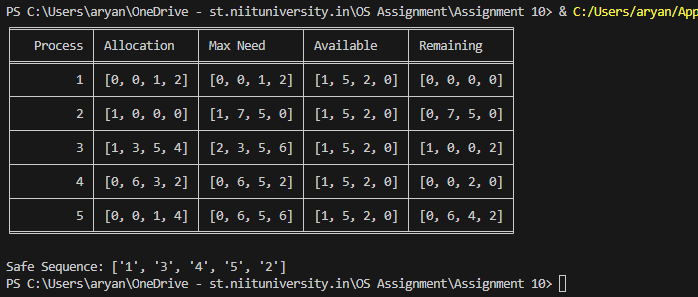 PS C:\Users\aryan\OneDrive - st.niituniversity.in\OS Assignment\Assignment 10> & C:/Users/aryan/App
Process Allocation Max Need Available Remaining
1 [0, 0, 1, 2] [0, 0, 1, 2] [1, 5, 2, 0] [0, 0, 0, 0]
2 [1, 0, 0, 0] [1, 7, 5, 0] [1, 5, 2, 0] [0, 7, 5, 0]
3 [1, 3, 5, 4] [2, 3, 5, 6] [1, 5, 2, 0] [1, 0, 0, 2]
4 [0, 6, 3, 2] [0, 6, 5, 2] [1, 5, 2, 0] [0, 0, 2, 0]
5 [0, 0, 1, 4] [0, 6, 5, 6] [1, 5, 2, 0] [0, 6, 4, 2]
Safe Sequence: ['1', '3', '4', '5', '2']
PS C:\Users\aryan\OneDrive - st.niituniversity.in\OS Assignment\Assignment 10>